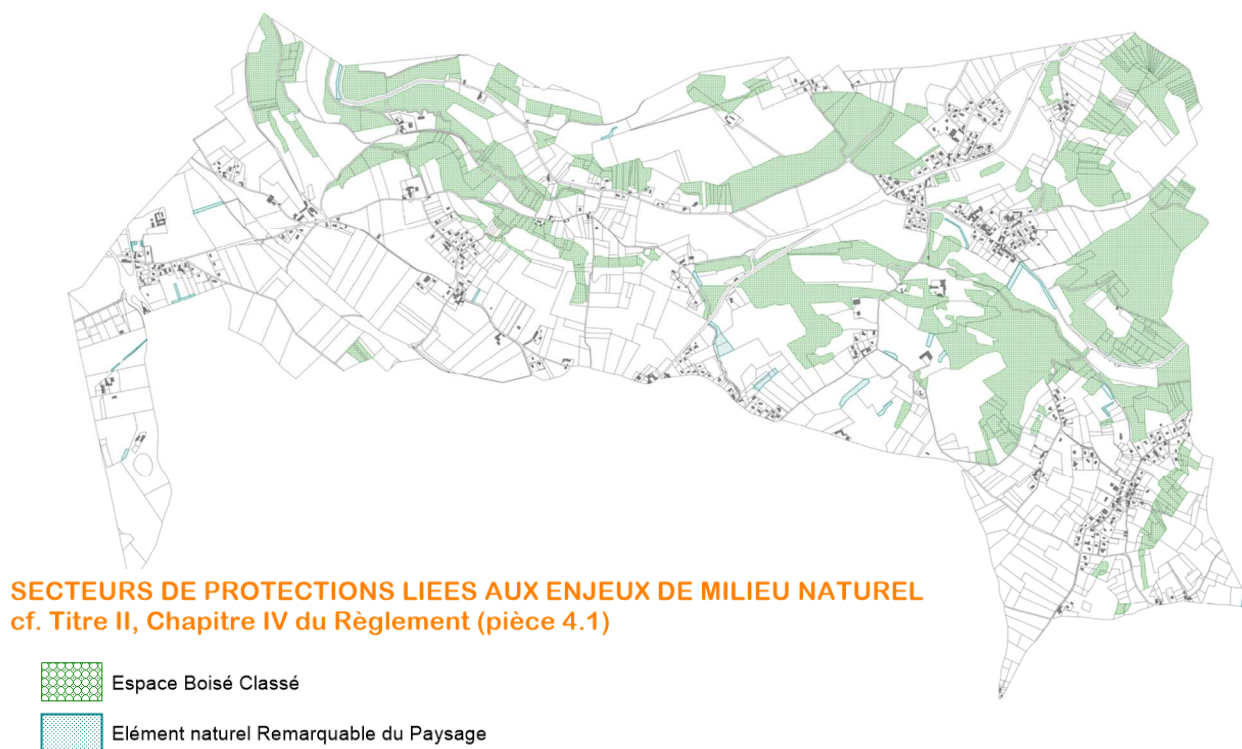 SECTEURS DE PROTECTIONS LIEES AUX ENJEUX DE MILIEU NATUREL
cf. Titre II, Chapitre IV du Règlement (pièce 4.1)
Espace Boisé Classé
Elément naturel Remarquable du Paysage